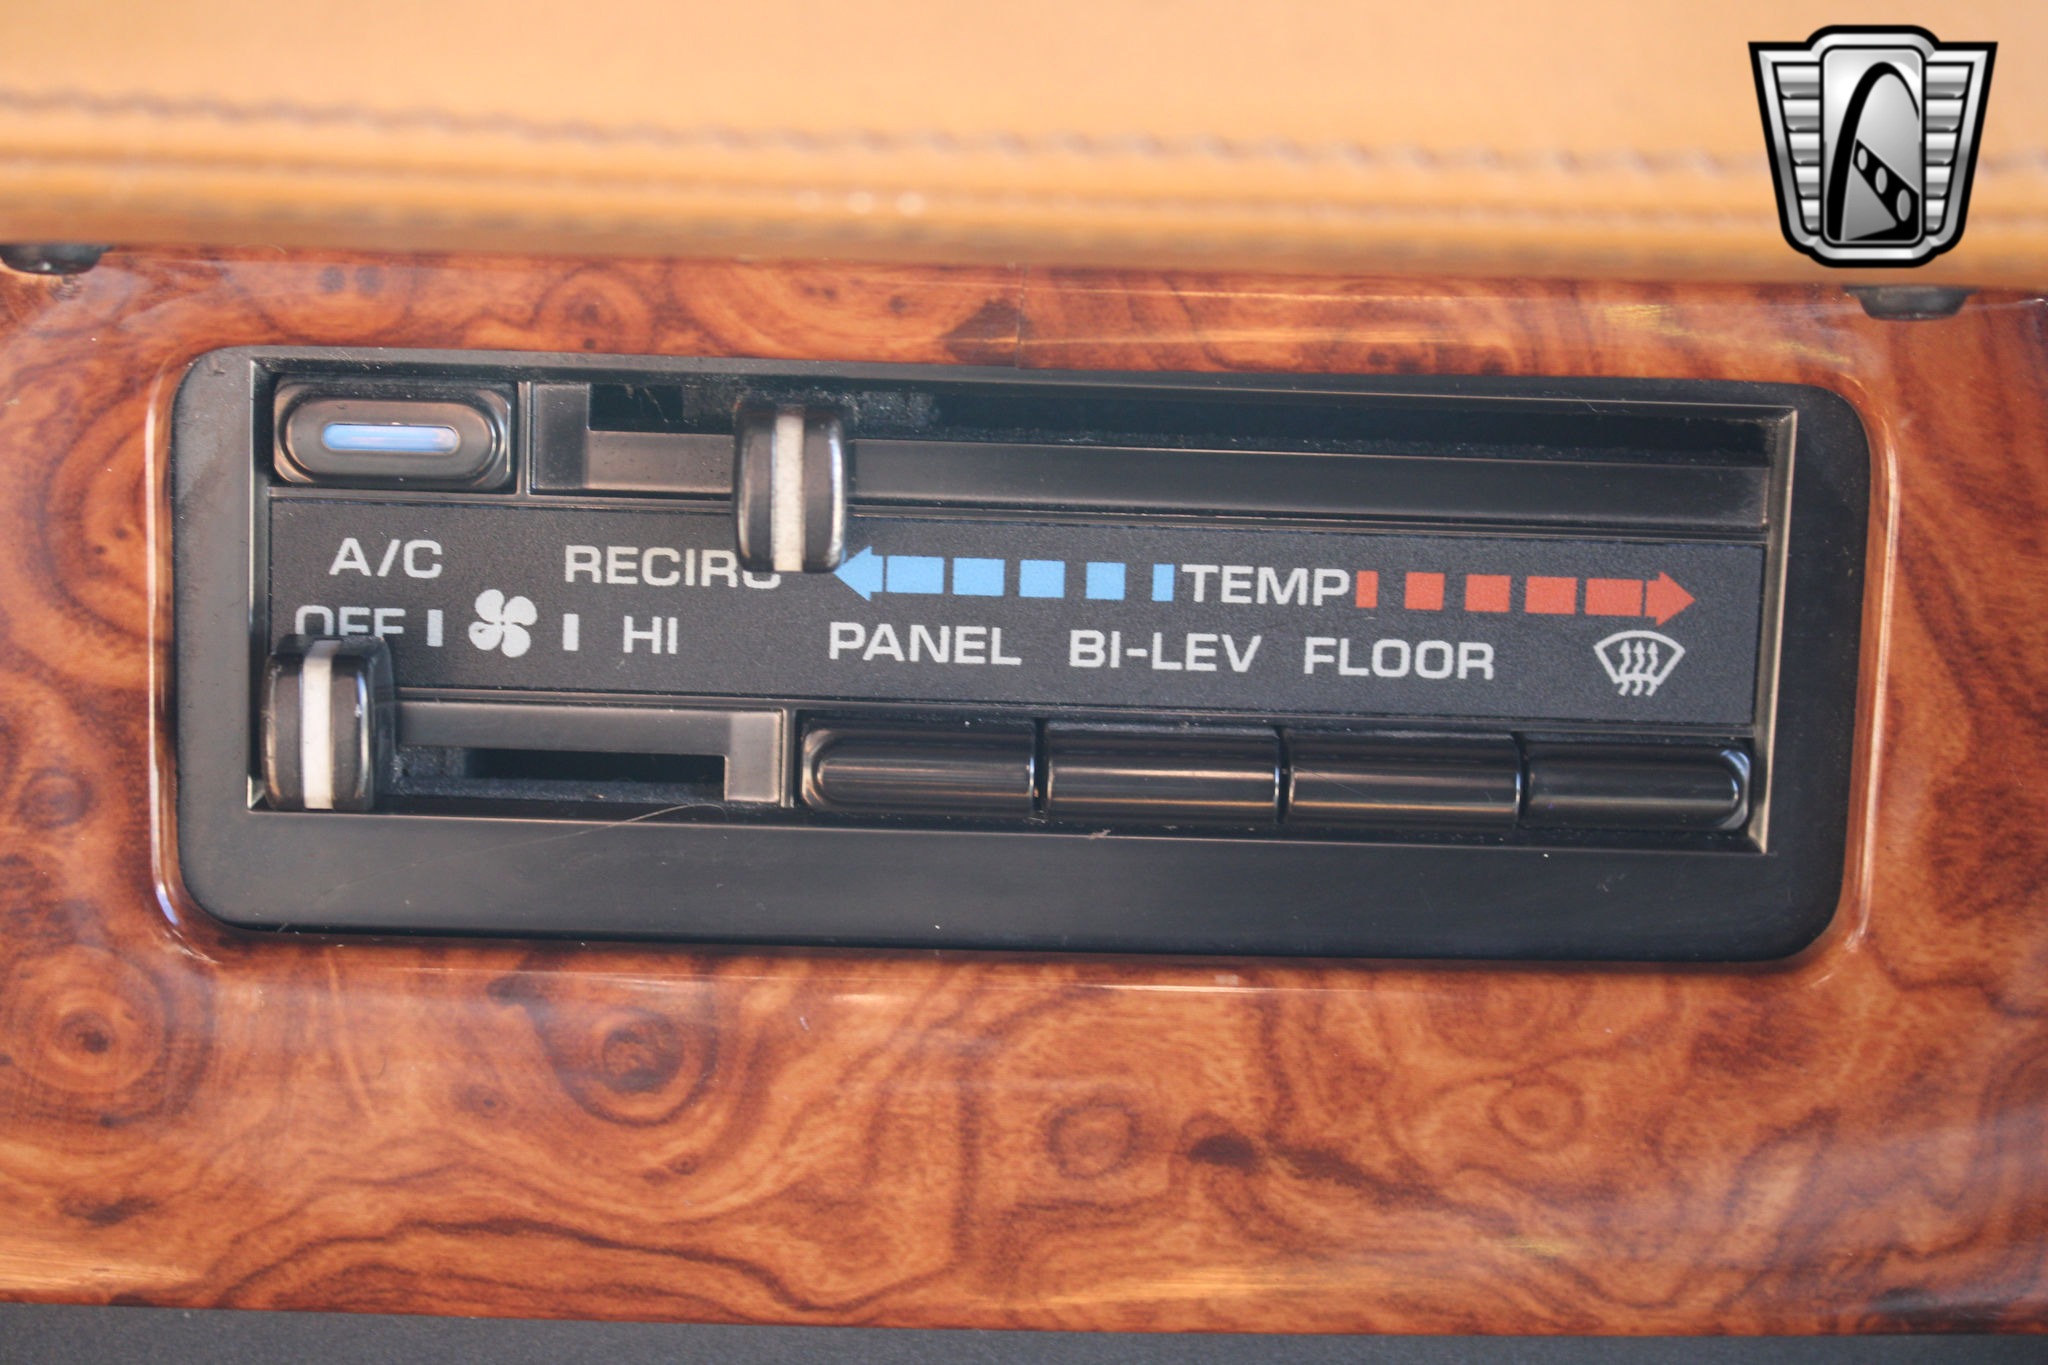 A/C RECIRC TEMP
OFF HI PANEL BI-LEV FLOOR